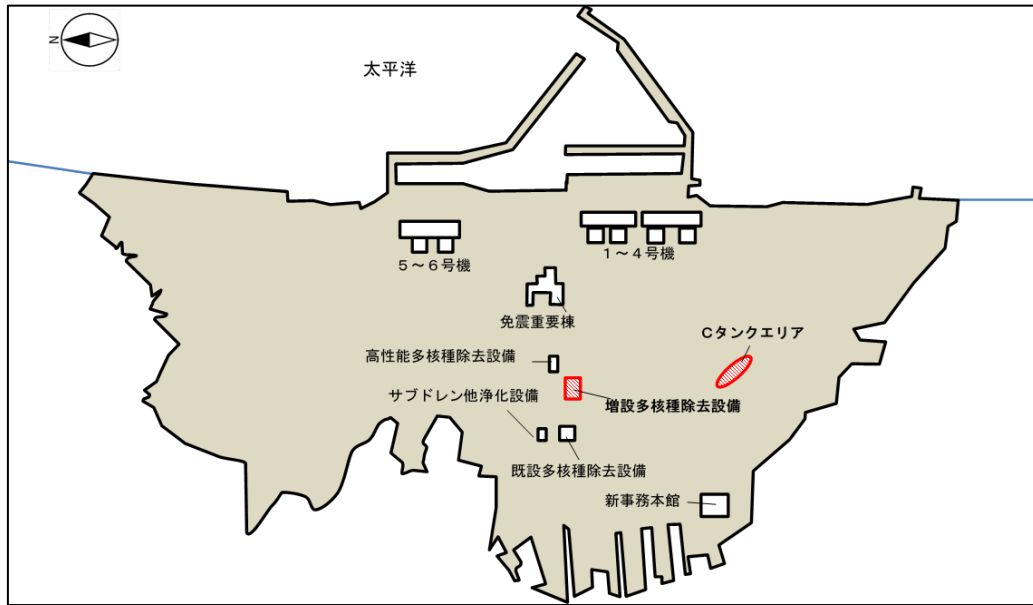 N
太平洋
5~6号機
1~4号機
免震重要棟
Cタンクエリア
高性能多核種除去設備
サブドレン他浄化設備
増設多核種除去設備
既設多核種除去設備
新事務本館